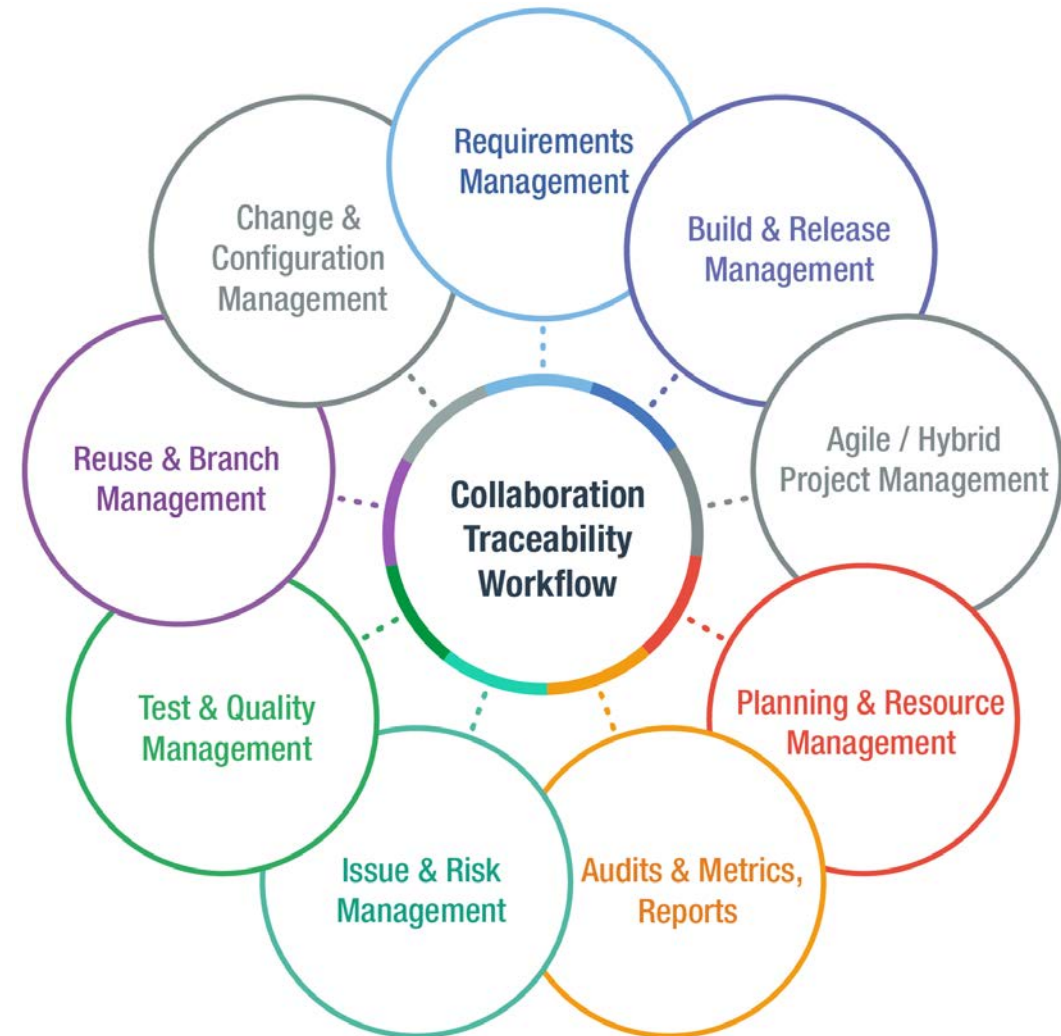 Requirements
Management
Build & Release
Management
Agile / Hybrid
Project Management
Planning & Resource
Management
Audits & Metrics,
Reports
Issue & Risk
Management
Test & Quality
Management
Reuse & Branch
Management
Change &
Configuration
Management
Collaboration
Traceability
Workflow